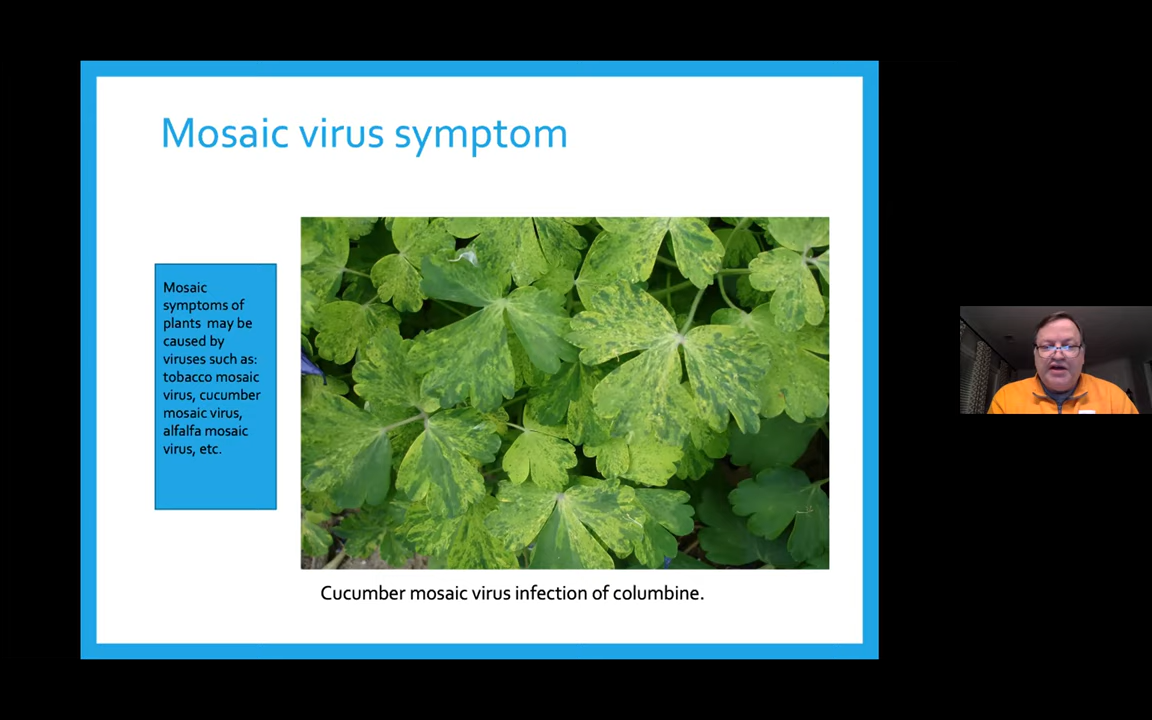 Mosaic virus symptom
Mosaic
symptoms of
plants may be
caused by
viruses such as:
tobacco mosaic
virus, cucumber
mosaic virus,
alfalfa mosaic
virus, etc.
Cucumber mosaic virus infection of columbine.